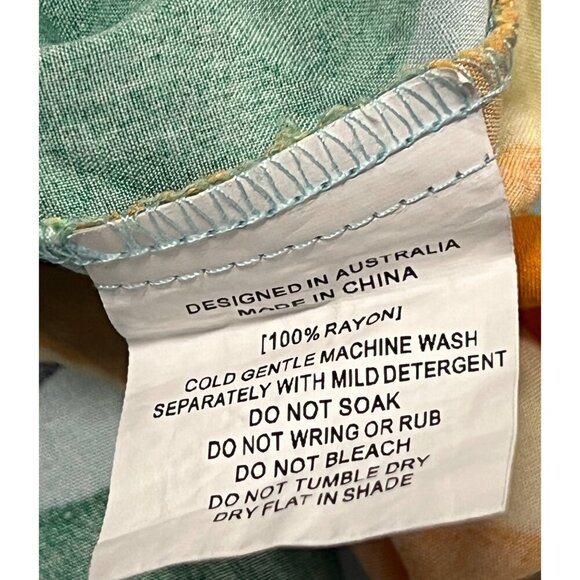 DESIGNED IN AUSTRALIA
MADE IN CHINA
[100% RAYON]
COLD GENTLE MACHINE WASH
SEPARATELY WITH MILD DETERGENT
DO NOT SOAK
DO NOT WRING OR RUB
DO NOT BLEACH
DO NOT TUMBLE DRY
DRY FLAT IN SHADE